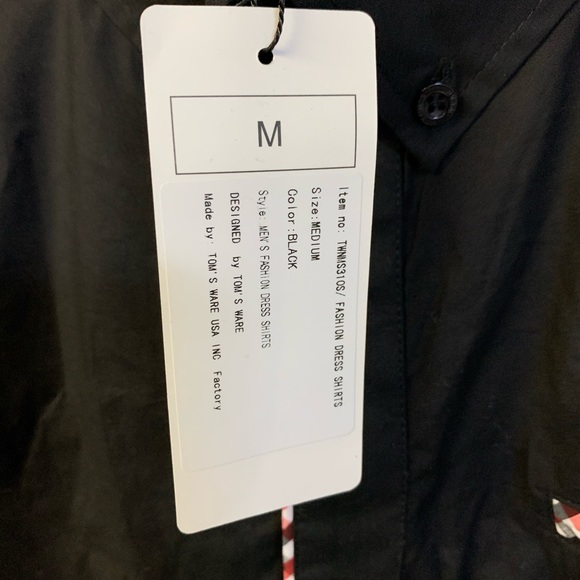 M
Item no: TWNMS310S/ FASHION DRESS SHIRTS
Size:MEDIUM
Color:BLACK
Style: MEN'S FASHION DRESS SHIRTS
DESIGNED by TOM'S WARE
Made by: TOM'S WARE USA INC Factory